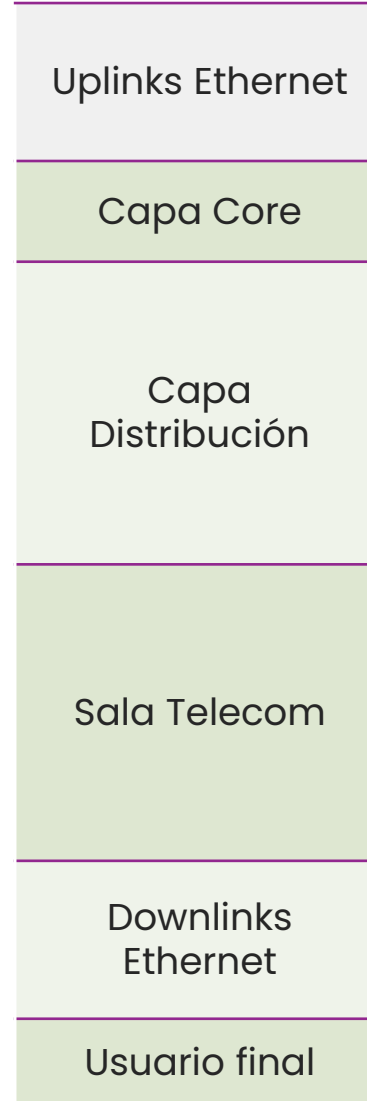 Uplinks Ethernet
Capa Core
Capa
Distribución
Sala Telecom
Downlinks
Ethernet
Usuario final